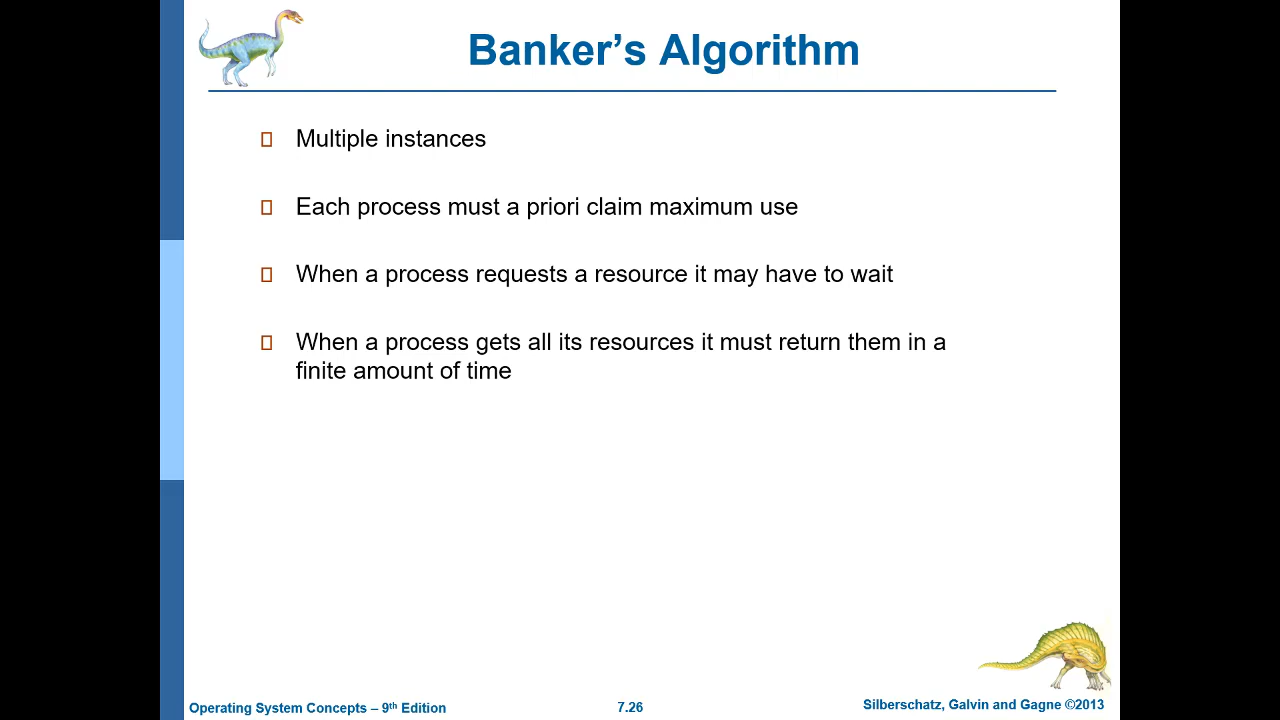 Banker’s Algorithm
Multiple instances
Each process must a priori claim maximum use
When a process requests a resource it may have to wait
When a process gets all its resources it must return them in a
finite amount of time
Operating System Concepts – 9th Edition
7.26
Silberschatz, Galvin and Gagne ©2013